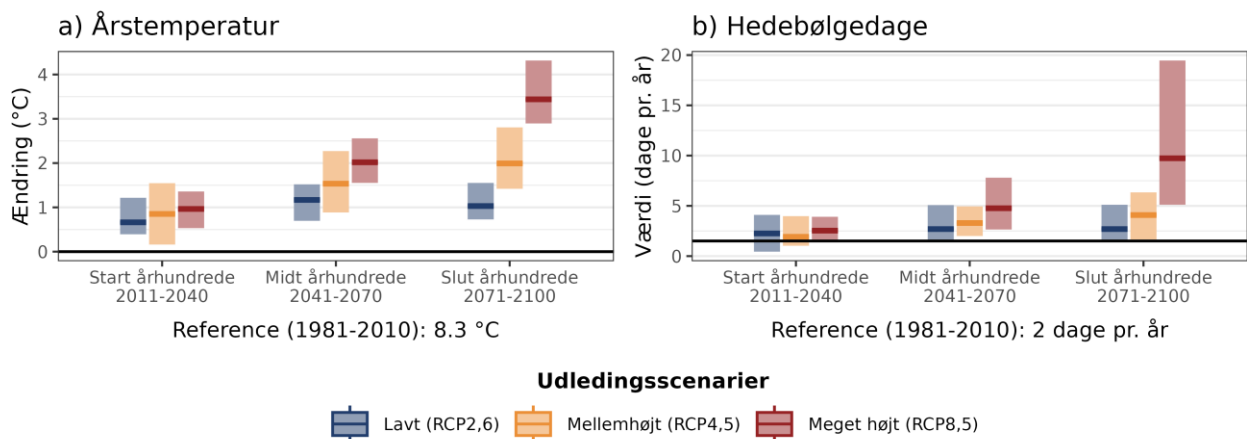 a) Årstemperatur
Ændring (°C)
4
3
2
1
0
Start århundrede
2011-2040
Midt århundrede
2041-2070
Slut århundrede
2071-2100
Reference (1981-2010): 8.3 °C
b) Hedebølgedage
Værdi (dage pr. år)
20
15
10
5
0
Start århundrede
2011-2040
Midt århundrede
2041-2070
Slut århundrede
2071-2100
Reference (1981-2010): 2 dage pr. år
Udledingsscenarier
Lavt (RCP2,6)
Mellemhøjt (RCP4,5)
Meget højt (RCP8,5)